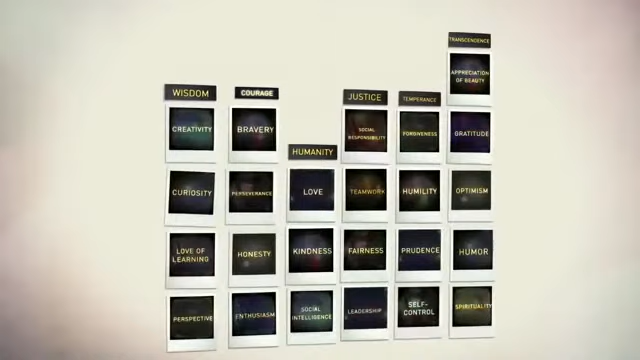 TRANSCENDENCE
APPRECIATION
OF BEAUTY
WISDOM
COURAGE
JUSTICE
TEMPERANCE
CREATIVITY
BRAVERY
SOCIAL
RESPONSIBILITY
FORGIVENESS
GRATITUDE
HUMANITY
CURIOSITY
PERSEVERANCE
LOVE
TEAMWORK
HUMILITY
OPTIMISM
LOVE OF
LEARNING
HONESTY
KINDNESS
FAIRNESS
PRUDENCE
HUMOR
PERSPECTIVE
ENTHUSIASM
SOCIAL
INTELLIGENCE
LEADERSHIP
SELF-
CONTROL
SPIRITUALITY